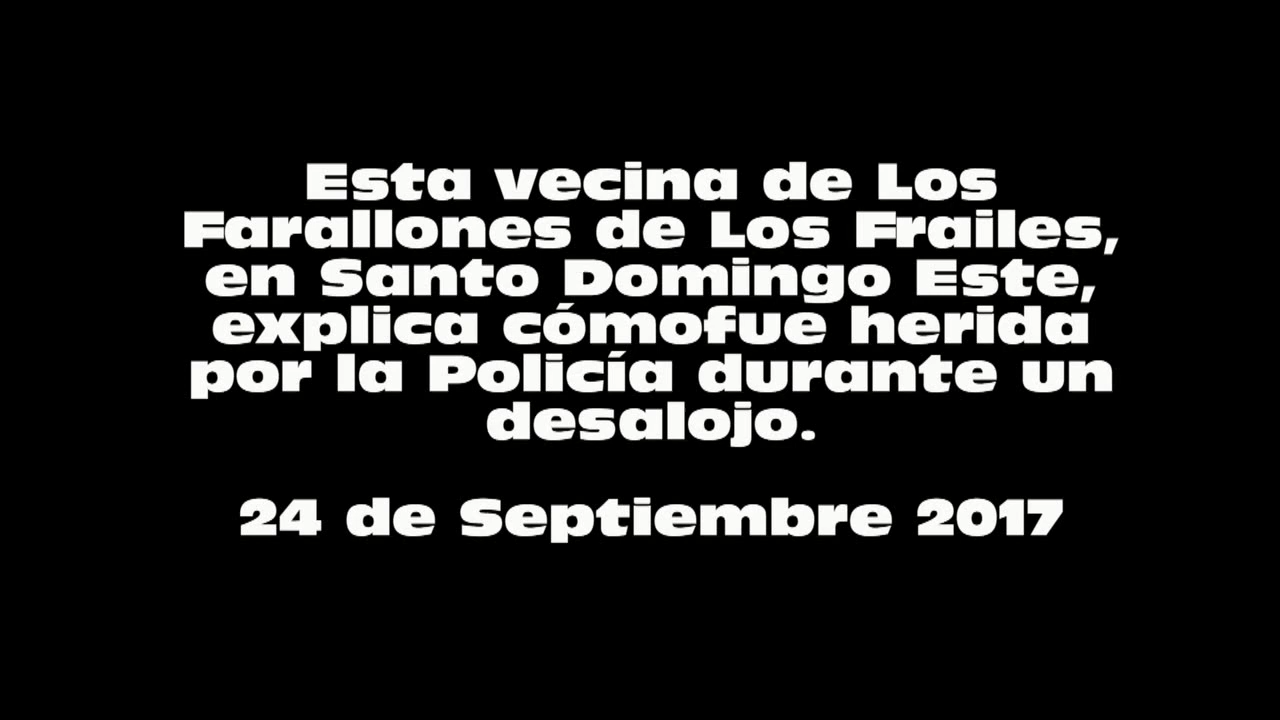 Esta vecina de Los
Farallones de Los Frailes,
en Santo Domingo Este,
explica cómofue herida
por la Policía durante un
desalojo.
24 de Septiembre 2017